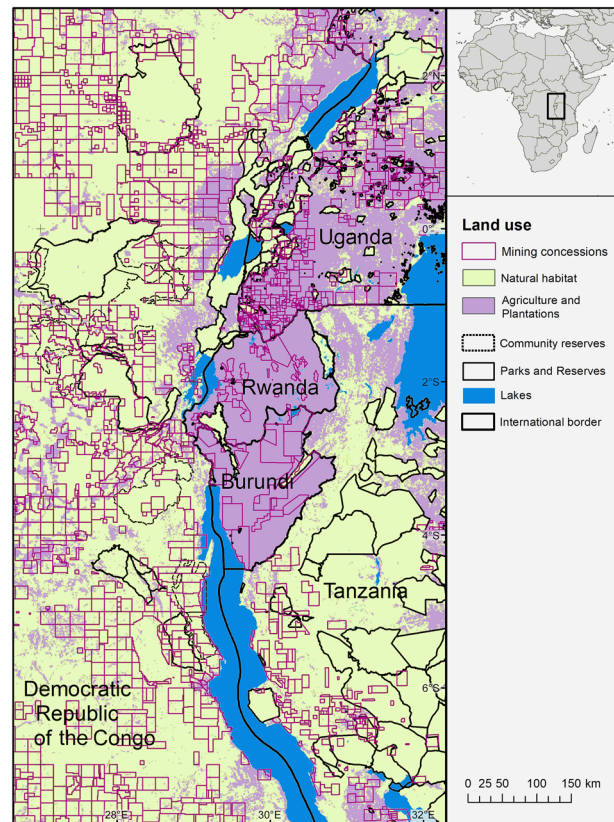 2°N
0°
Uganda
Rwanda
2°S
Burundi
4°S
Tanzania
Democratic
Republic
of the Congo
6°S
28°E
30°E
32°E
Land use
Mining concessions
Natural habitat
Agriculture and
Plantations
Community reserves
Parks and Reserves
Lakes
International border
0 25 50 100 150 km